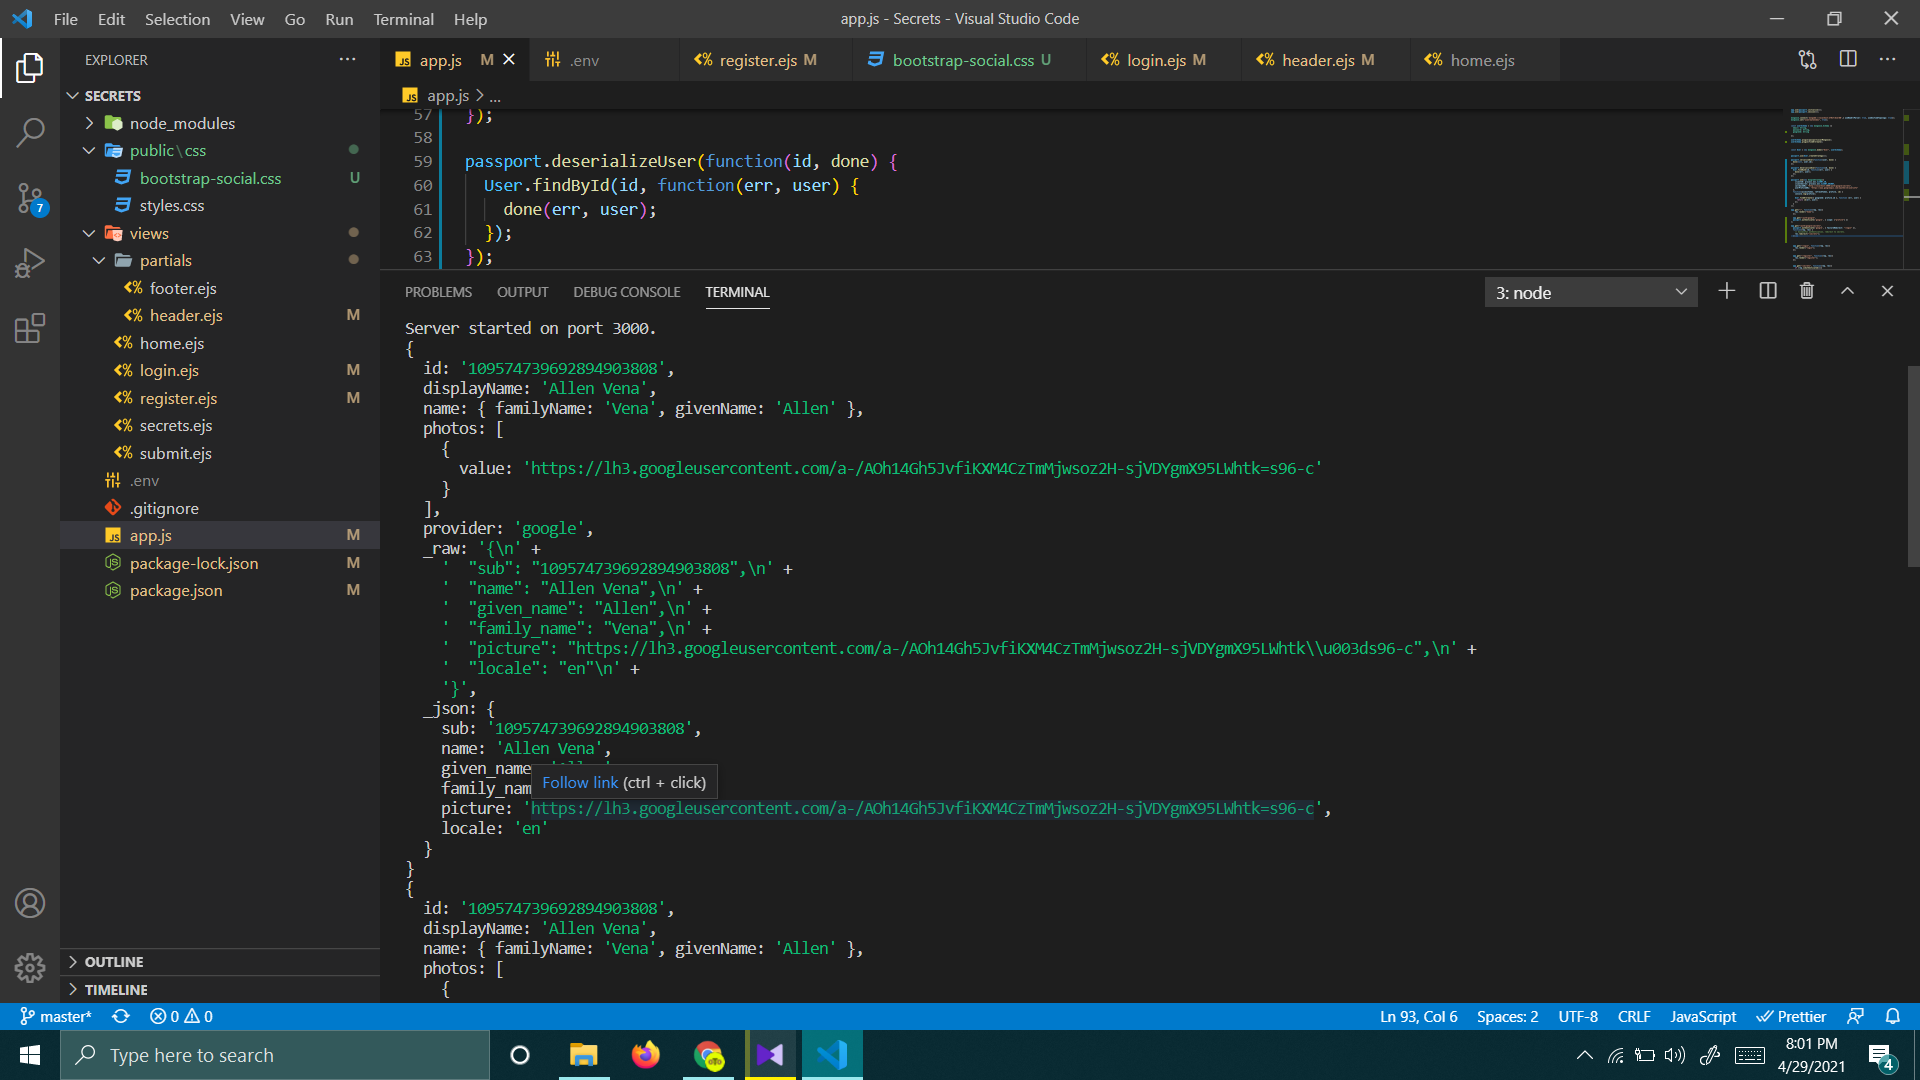 File Edit Selection View Go Run Terminal Help
app.js - Secrets - Visual Studio Code
EXPLORER
app.js M
.env
register.ejs M
bootstrap-social.css U
login.ejs M
header.ejs M
home.ejs
SECRETS
node_modules
public\css
bootstrap-social.css U
styles.css
views
partials
footer.ejs
header.ejs M
home.ejs
login.ejs M
register.ejs M
secrets.ejs
submit.ejs
.env
.gitignore
app.js M
package-lock.json M
package.json M
OUTLINE
TIMELINE
7
app.js > ...
57 });
58
59 passport.deserializeUser(function(id, done) {
60 User.findById(id, function(err, user) {
61 done(err, user);
62 });
63 });
PROBLEMS OUTPUT DEBUG CONSOLE TERMINAL
3: node
Server started on port 3000.
{
id: '109574739692894903808',
displayName: 'Allen Vena',
name: { familyName: 'Vena', givenName: 'Allen' },
photos: [
{
value: 'https://lh3.googleusercontent.com/a-/AOh14Gh5JvfiKXM4CzTmMjwsoz2H-sjVDYgmX95LWhtk=s96-c'
}
],
provider: 'google',
_raw: '{\n' +
' "sub": "109574739692894903808",\n' +
' "name": "Allen Vena",\n' +
' "given_name": "Allen",\n' +
' "family_name": "Vena",\n' +
' "picture": "https://lh3.googleusercontent.com/a-/AOh14Gh5JvfiKXM4CzTmMjwsoz2H-sjVDYgmX95LWhtk\\u003ds96-c",\n' +
' "locale": "en"\n' +
'}',
_json: {
sub: '109574739692894903808',
name: 'Allen Vena',
given_name
Follow link (ctrl + click)
family_nam
picture: 'https://lh3.googleusercontent.com/a-/AOh14Gh5JvfiKXM4CzTmMjwsoz2H-sjVDYgmX95LWhtk=s96-c',
locale: 'en'
}
}
{
id: '109574739692894903808',
displayName: 'Allen Vena',
name: { familyName: 'Vena', givenName: 'Allen' },
photos: [
{
master* 0 0
Ln 93, Col 6 Spaces: 2 UTF-8 CRLF JavaScript Prettier
Type here to search
8:01 PM
4/29/2021
4